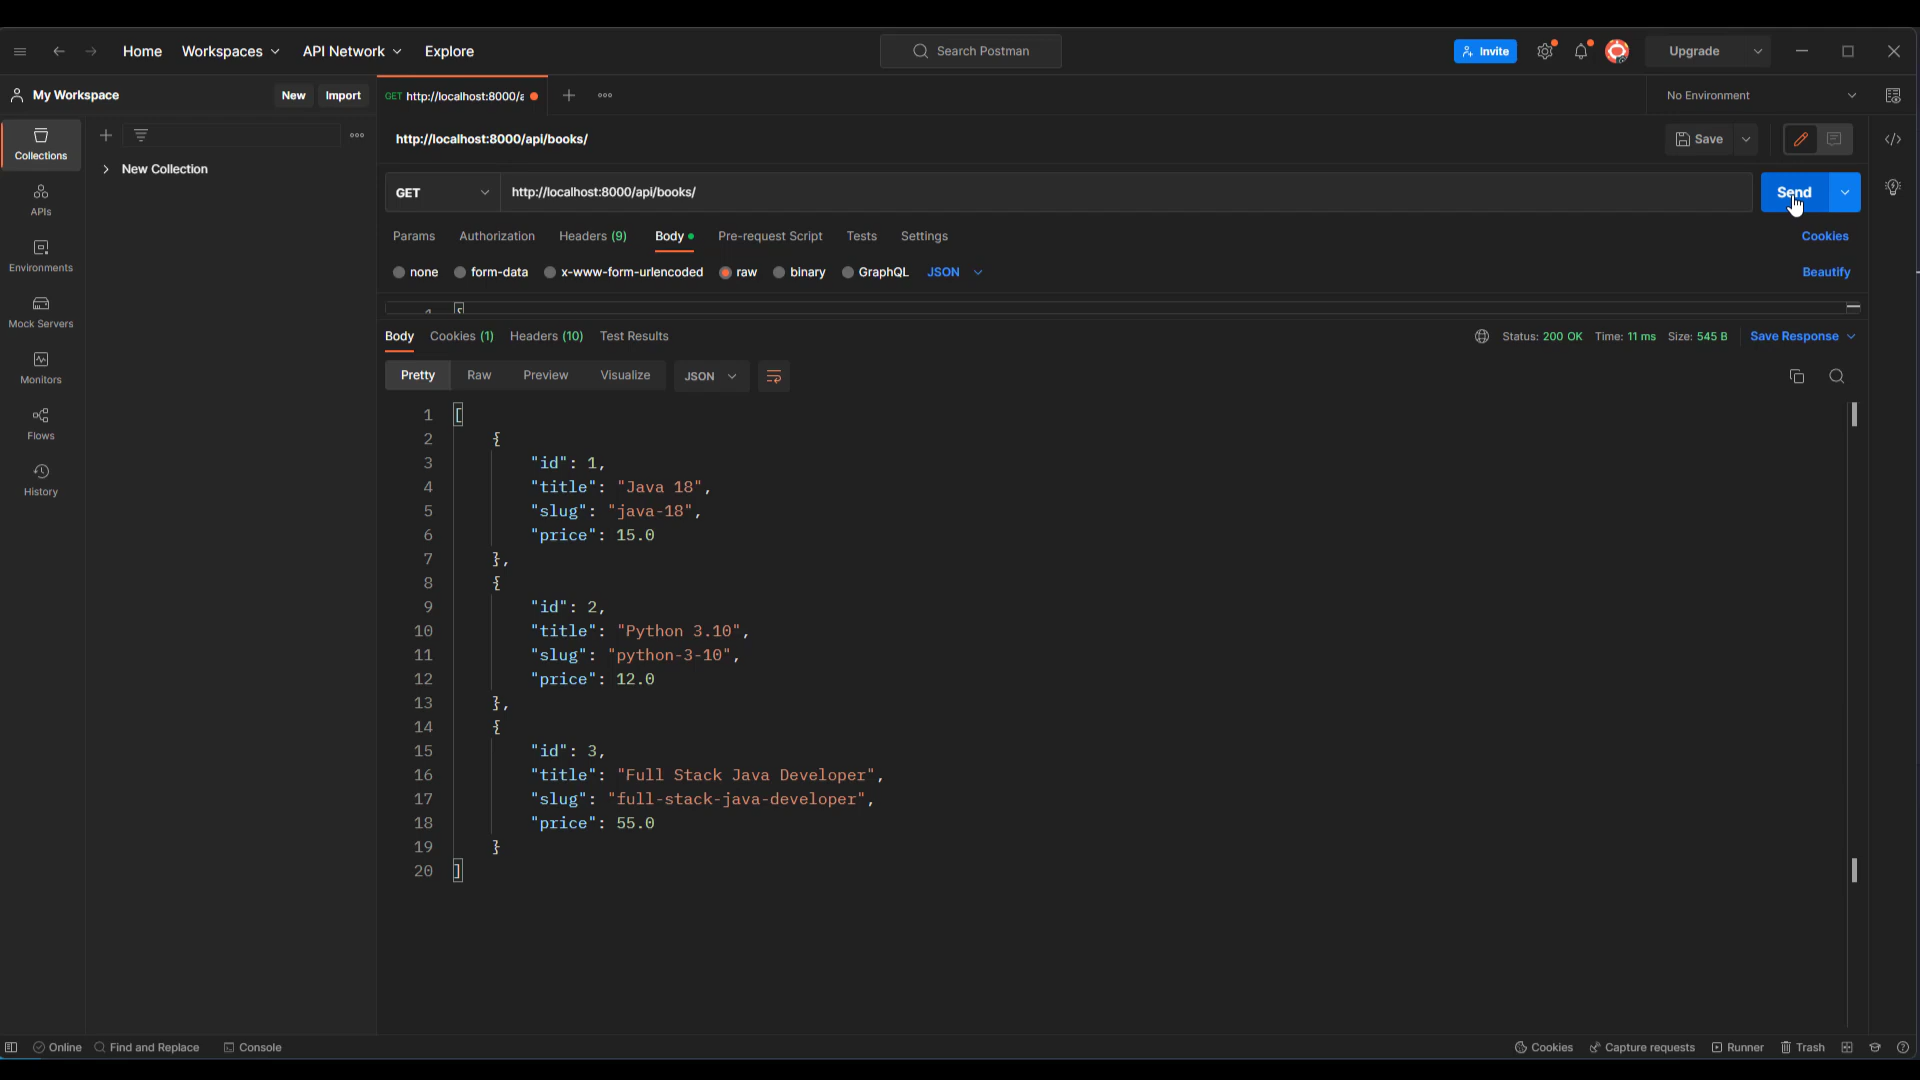 Home Workspaces API Network Explore Search Postman Invite Upgrade
My Workspace New Import GET http://localhost:8000/a No Environment
http://localhost:8000/api/books/ Save
Collections
New Collection
GET http://localhost:8000/api/books/ Send
APIs
Params Authorization Headers (9) Body Pre-request Script Tests Settings Cookies
Environments
none form-data x-www-form-urlencoded raw binary GraphQL JSON Beautify
Mock Servers
Body Cookies (1) Headers (10) Test Results Status: 200 OK Time: 11 ms Size: 545 B Save Response
Monitors
Pretty Raw Preview Visualize JSON
Flows
History
1 [
2 {
3 "id": 1,
4 "title": "Java 18",
5 "slug": "java-18",
6 "price": 15.0
7 },
8 {
9 "id": 2,
10 "title": "Python 3.10",
11 "slug": "python-3-10",
12 "price": 12.0
13 },
14 {
15 "id": 3,
16 "title": "Full Stack Java Developer",
17 "slug": "full-stack-java-developer",
18 "price": 55.0
19 }
20 ]
Online Find and Replace Console Cookies Capture requests Runner Trash